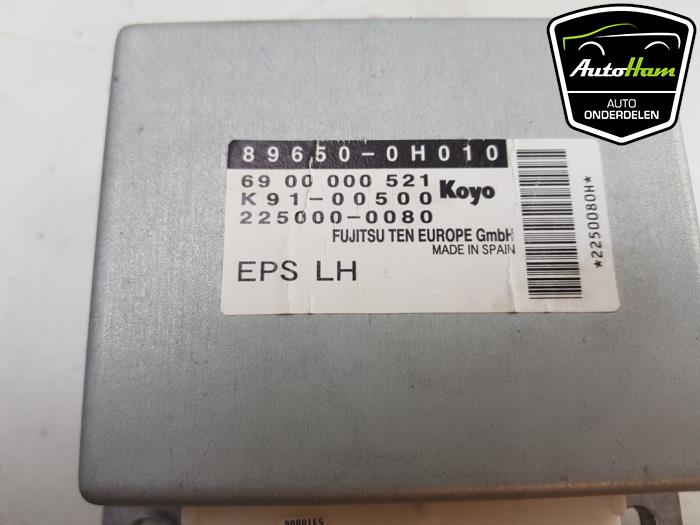 AutoHam
AUTO
ONDERDELEN
89650-0H010
69 00 000 521
K91-00500 Koyo
225000-0080
FUJITSU TEN EUROPE GmbH
MADE IN SPAIN
EPS LH
*2250080H*